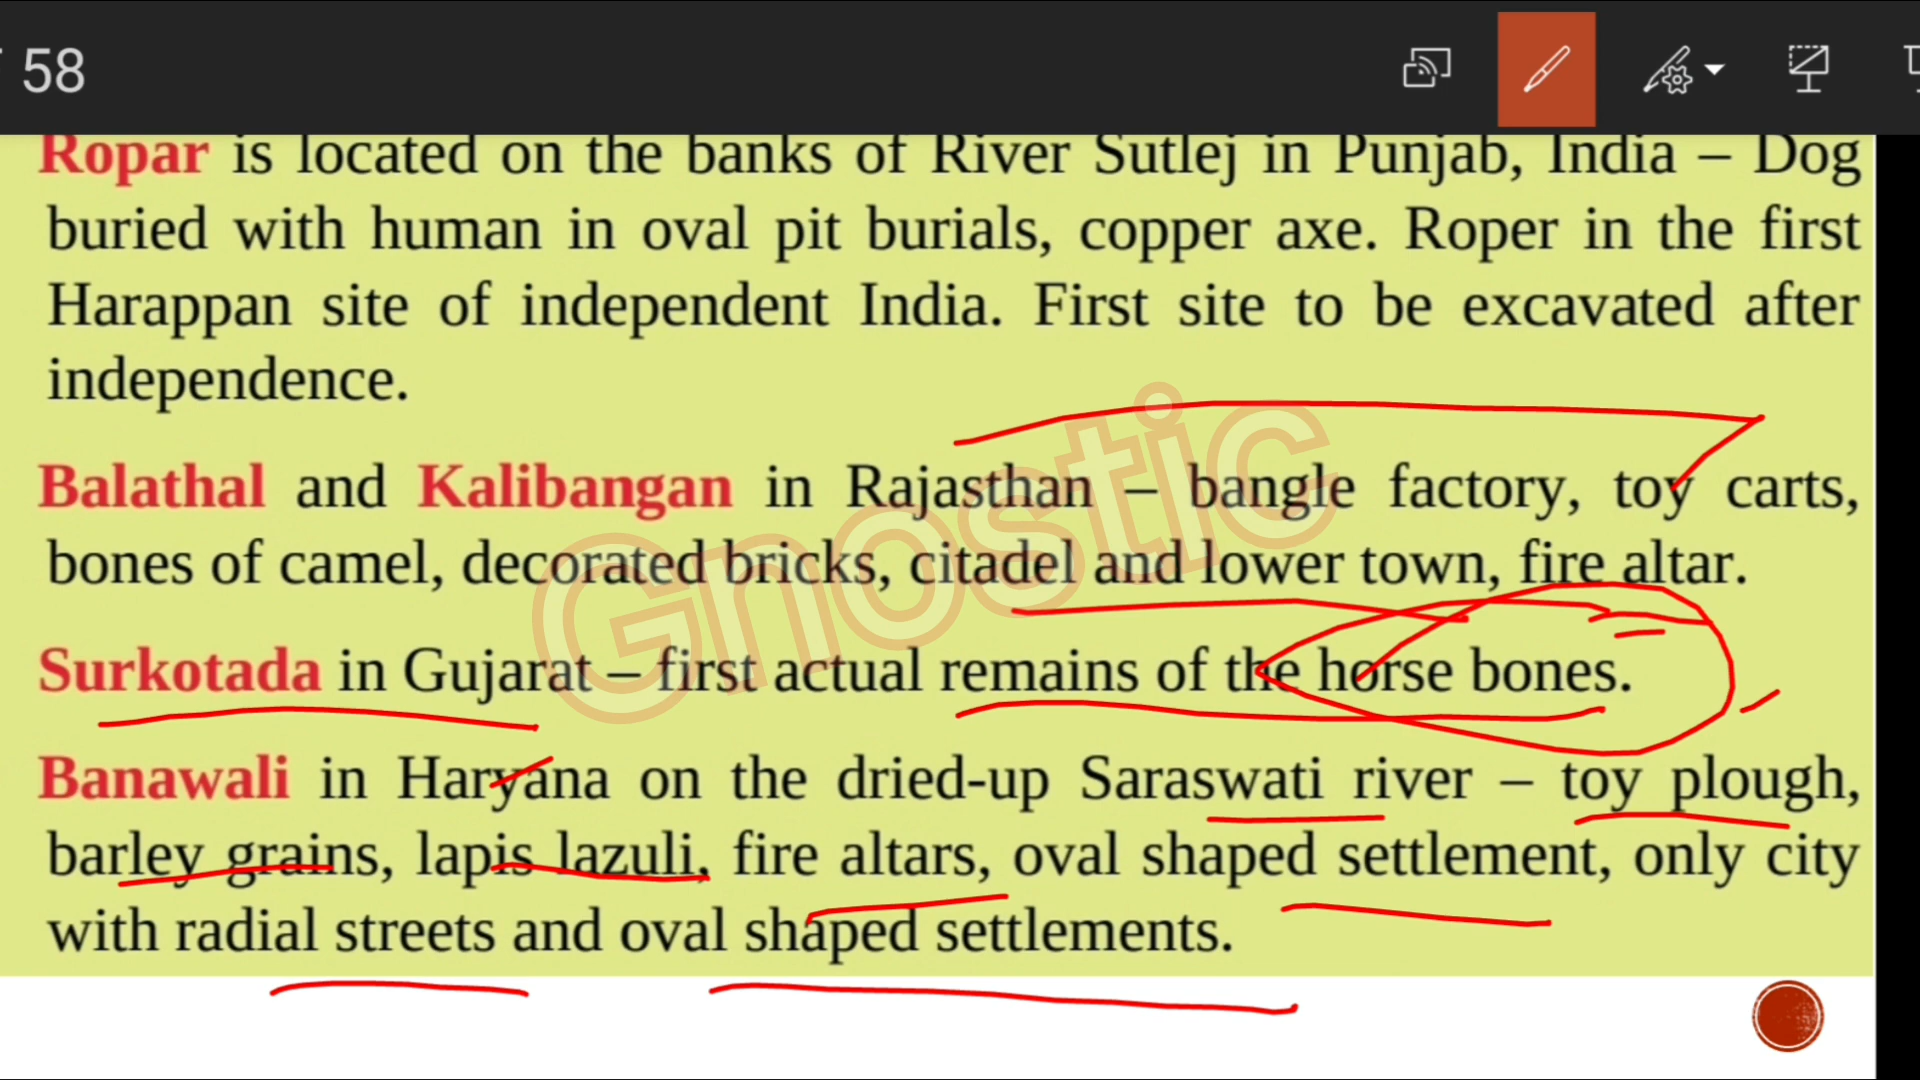 58
Ropar is located on the banks of River Sutlej in Punjab, India – Dog
buried with human in oval pit burials, copper axe. Roper in the first
Harappan site of independent India. First site to be excavated after
independence.
Balathal and Kalibangan in Rajasthan – bangle factory, toy carts,
bones of camel, decorated bricks, citadel and lower town, fire altar.
Surkotada in Gujarat – first actual remains of the horse bones.
Banawali in Haryana on the dried-up Saraswati river – toy plough,
barley grains, lapis lazuli, fire altars, oval shaped settlement, only city
with radial streets and oval shaped settlements.
Gnostic